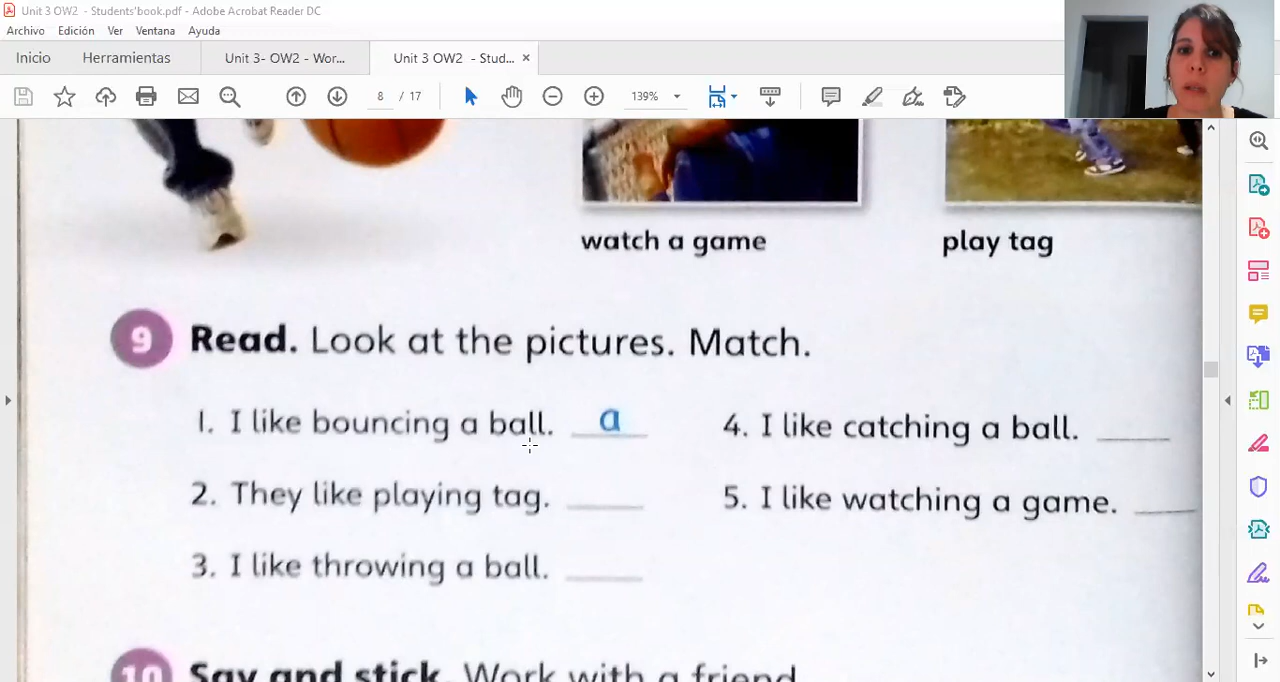 Unit 3 OW2 - Students'book.pdf - Adobe Acrobat Reader DC
Archivo Edición Ver Ventana Ayuda
Inicio Herramientas Unit 3- OW2 - Wor... Unit 3 OW2 - Stud... ×
8 / 17 139%
watch a game play tag
9 Read. Look at the pictures. Match.
1. I like bouncing a ball. a
2. They like playing tag.
3. I like throwing a ball.
4. I like catching a ball.
5. I like watching a game.
10 Say and stick. Work with a friend